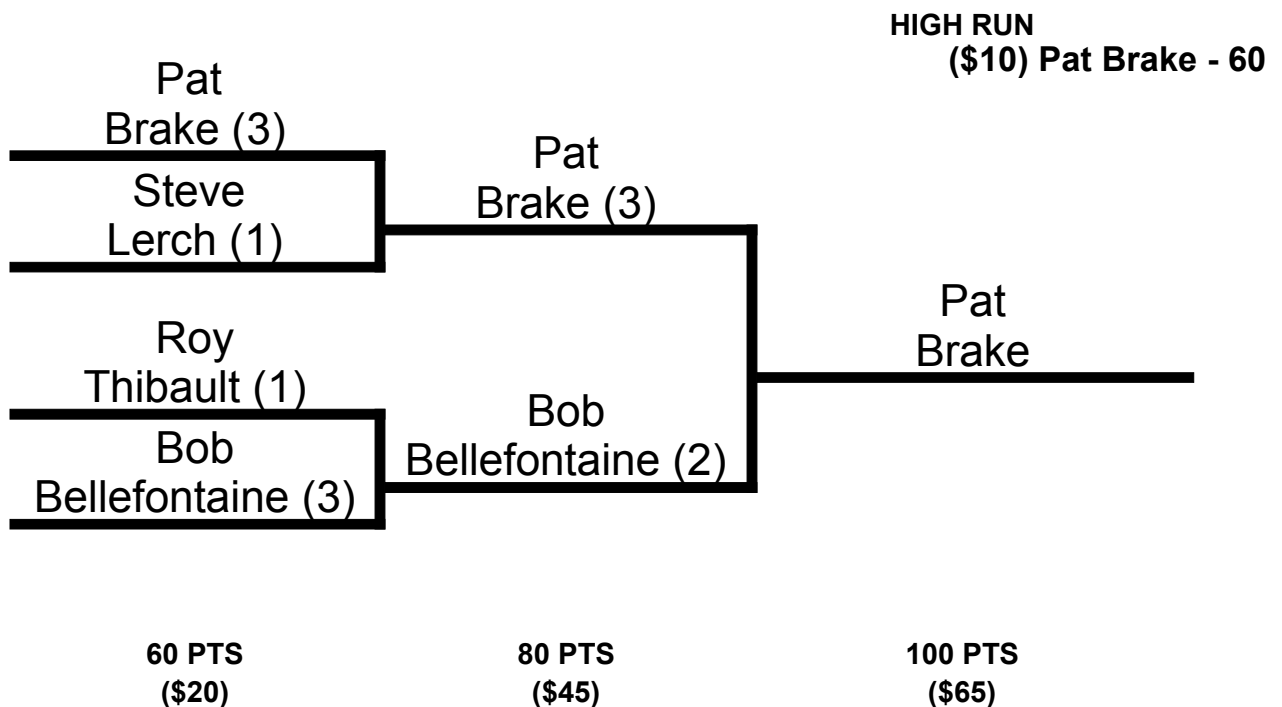 HIGH RUN
($10) Pat Brake - 60
Pat
Brake (3)
Steve
Lerch (1)
Roy
Thibault (1)
Bob
Bellefontaine (3)
Pat
Brake (3)
Bob
Bellefontaine (2)
Pat
Brake
60 PTS
($20)
80 PTS
($45)
100 PTS
($65)